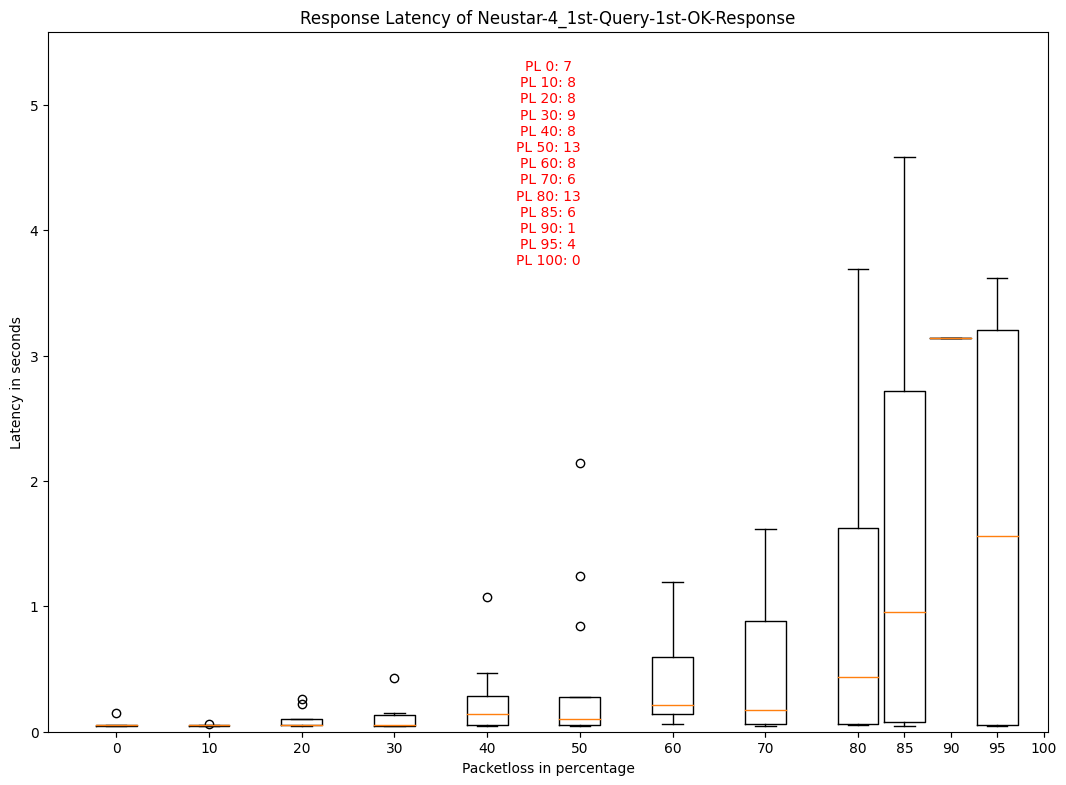 Response Latency of Neustar-4_1st-Query-1st-OK-Response
PL 0: 7
PL 10: 8
PL 20: 8
PL 30: 9
PL 40: 8
PL 50: 13
PL 60: 8
PL 70: 6
PL 80: 13
PL 85: 6
PL 90: 1
PL 95: 4
PL 100: 0
5
4
3
2
1
0
Latency in seconds
0 10 20 30 40 50 60 70 80 85 90 95 100
Packetloss in percentage